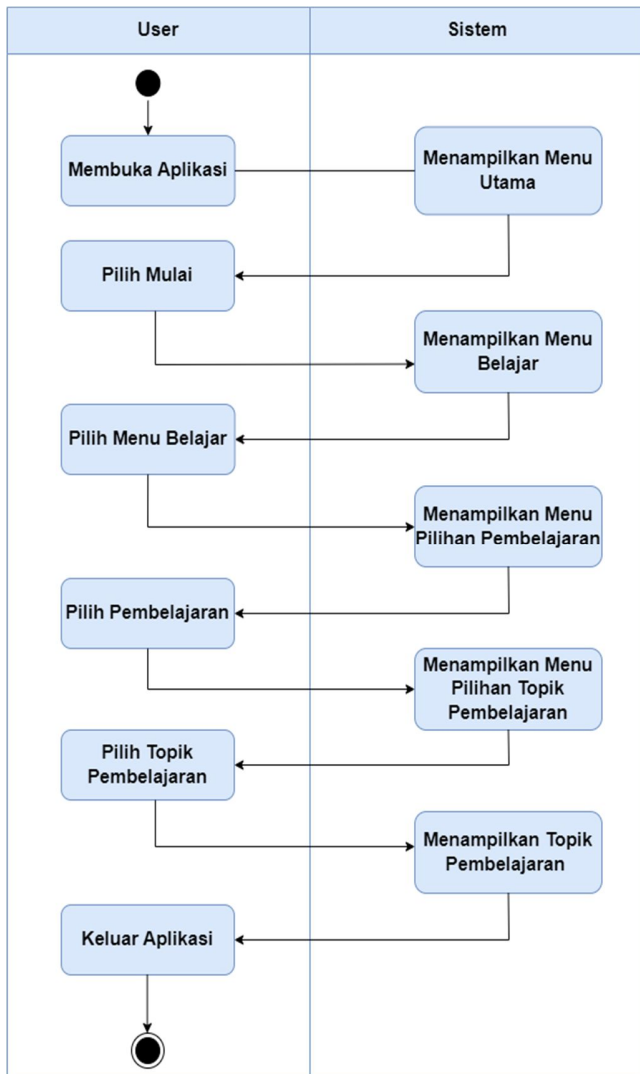 User
Sistem
Membuka Aplikasi
Menampilkan Menu
Utama
Pilih Mulai
Menampilkan Menu
Belajar
Pilih Menu Belajar
Menampilkan Menu
Pilihan Pembelajaran
Pilih Pembelajaran
Menampilkan Menu
Pilihan Topik
Pembelajaran
Pilih Topik
Pembelajaran
Menampilkan Topik
Pembelajaran
Keluar Aplikasi